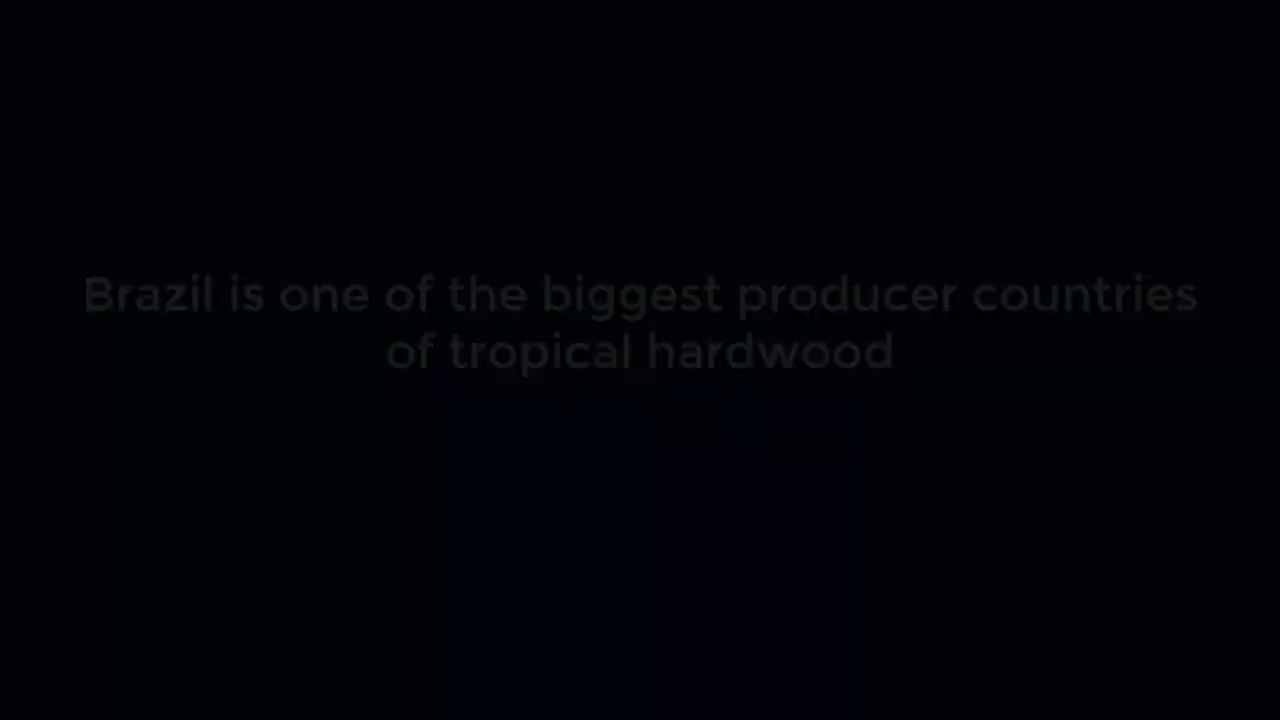 Brazil is one of the biggest producer countries
of tropical hardwood